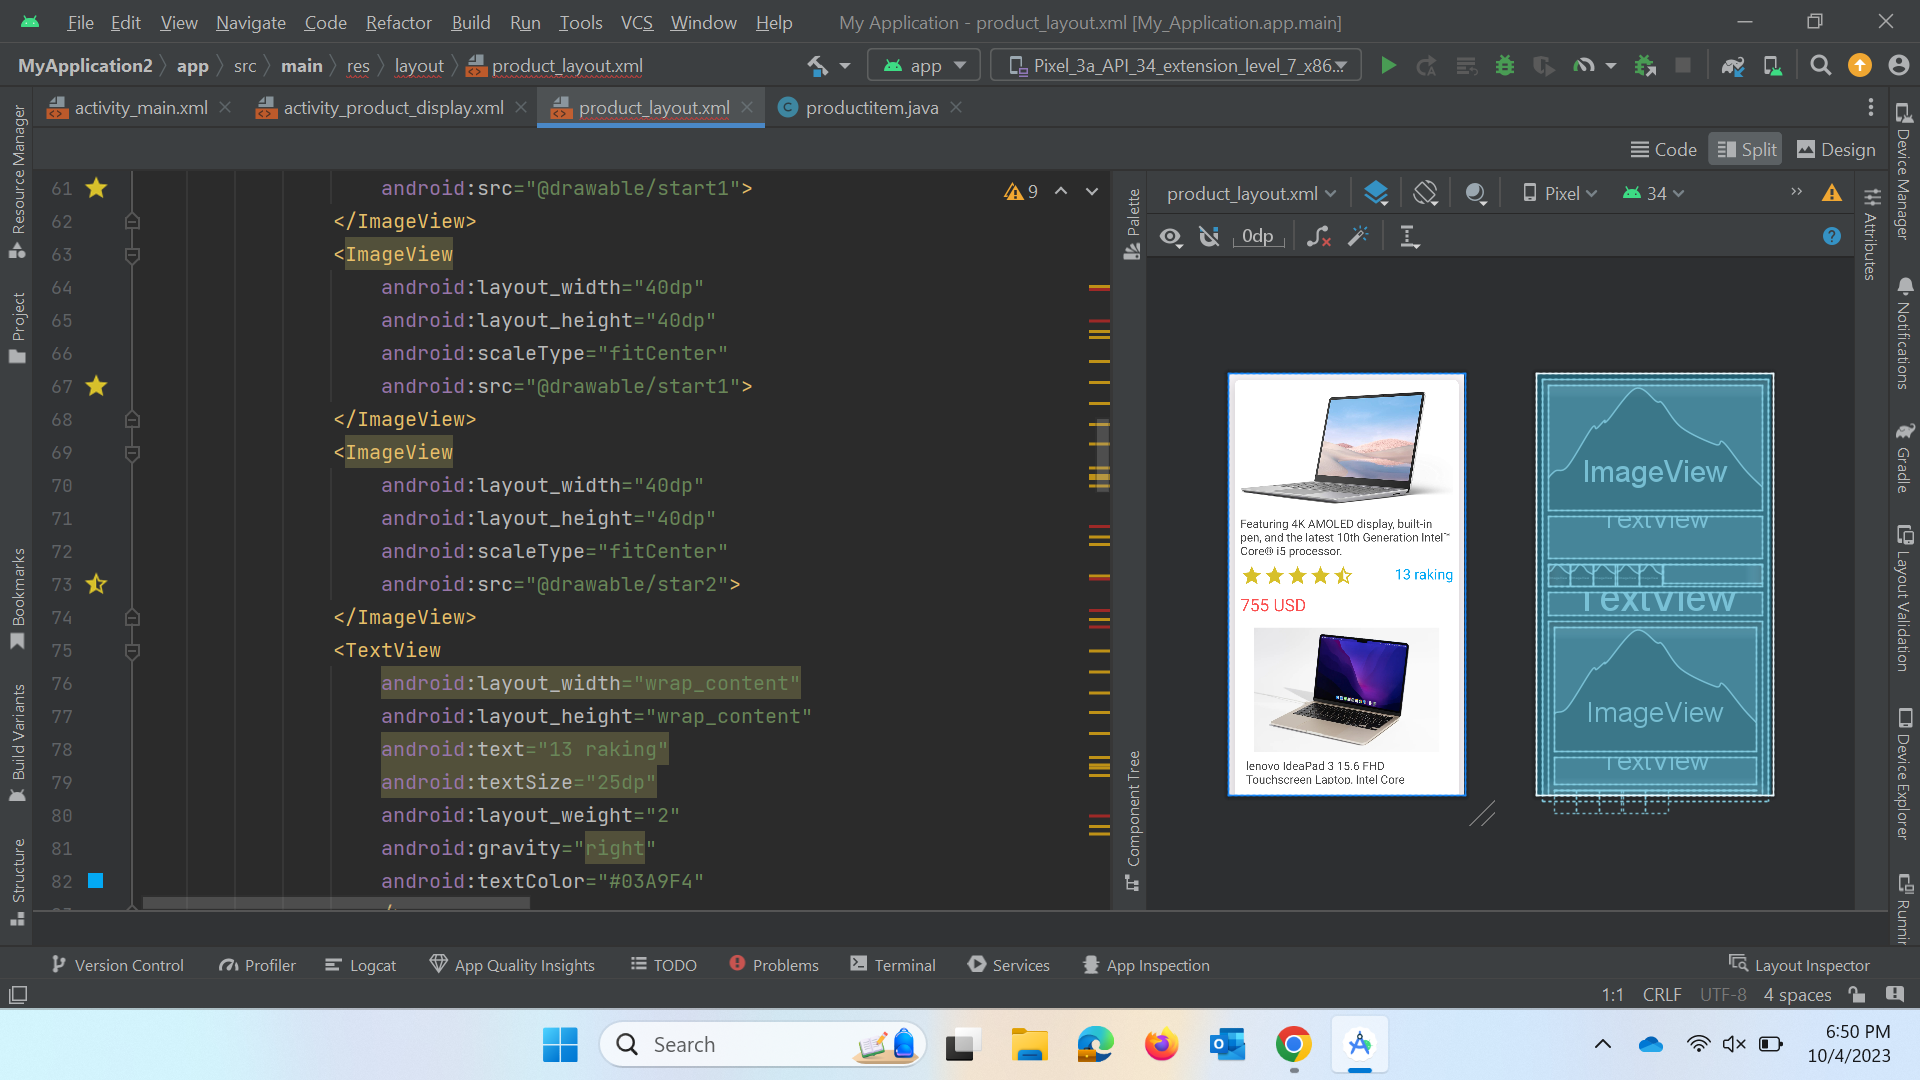 File Edit View Navigate Code Refactor Build Run Tools VCS Window Help My Application - product_layout.xml [My_Application.app.main]
MyApplication2 app src main res layout product_layout.xml app Pixel_3a_API_34_extension_level_7_x86...
activity_main.xml activity_product_display.xml product_layout.xml C productitem.java
Code Split Design
61 android:src="@drawable/start1">
62 </ImageView>
63 <ImageView
64 android:layout_width="40dp"
65 android:layout_height="40dp"
66 android:scaleType="fitCenter"
67 android:src="@drawable/start1">
68 </ImageView>
69 <ImageView
70 android:layout_width="40dp"
71 android:layout_height="40dp"
72 android:scaleType="fitCenter"
73 android:src="@drawable/star2">
74 </ImageView>
75 <TextView
76 android:layout_width="wrap_content"
77 android:layout_height="wrap_content"
78 android:text="13 raking"
79 android:textSize="25dp"
80 android:layout_weight="2"
81 android:gravity="right"
82 android:textColor="#03A9F4"
9
Resource Manager
Project
Bookmarks
Build Variants
Structure
Palette
Component Tree
product_layout.xml Pixel 34 »
0dp ?
Featuring 4K AMOLED display, built-in
pen, and the latest 10th Generation Intel™
Core® i5 processor.
13 raking
755 USD
lenovo IdeaPad 3 15.6 FHD
Touchscreen Laptop, Intel Core
ImageView
TextView
TextView
ImageView
TextView
Attributes
Device Manager
Notifications
Gradle
Layout Validation
Device Explorer
Runnin
Version Control Profiler Logcat App Quality Insights TODO Problems Terminal Services App Inspection Layout Inspector
1:1 CRLF UTF-8 4 spaces
Search
6:50 PM
10/4/2023